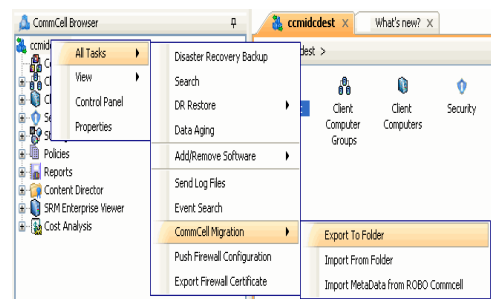 CommCell Browser
ccmidcdest
What's new?
ccmid
dest >
All Tasks
View
Control Panel
Properties
Disaster Recovery Backup
Search
DR Restore
Data Aging
Add/Remove Software
Send Log Files
Event Search
CommCell Migration
Push Firewall Configuration
Export Firewall Certificate
Export To Folder
Import From Folder
Import MetaData from ROBO Commcell
Client Computer Groups
Client Computers
Security
Policies
Reports
Content Director
SRM Enterprise Viewer
Cost Analysis